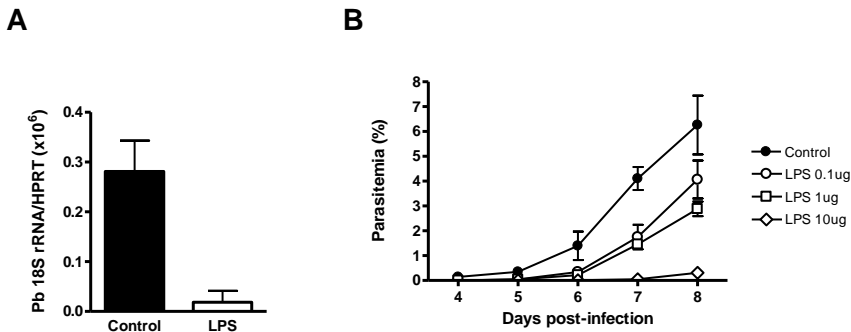 A
Pb 18S rRNA/HPRT (x10⁶)
0.4
0.3
0.2
0.1
0.0
Control LPS
B
Parasitemia (%)
8
7
6
5
4
3
2
1
0
4 5 6 7 8
Days post-infection
Control
LPS 0.1ug
LPS 1ug
LPS 10ug